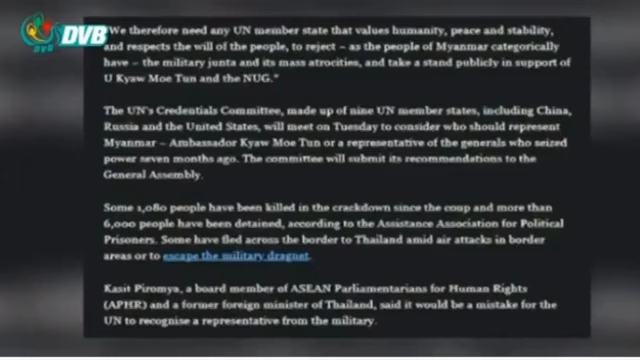 DVB DVB
"We therefore need any UN member state that values humanity, peace and stability,
and respects the will of the people, to reject – as the people of Myanmar categorically
have – the military junta and its mass atrocities, and take a stand publicly in support of
U Kyaw Moe Tun and the NUG."
The UN's Credentials Committee, made up of nine UN member states, including China,
Russia and the United States, will meet on Tuesday to consider who should represent
Myanmar – Ambassador Kyaw Moe Tun or a representative of the generals who seized
power seven months ago. The committee will submit its recommendations to the
General Assembly.
Some 1,080 people have been killed in the crackdown since the coup and more than
6,000 people have been detained, according to the Assistance Association for Political
Prisoners. Some have fled across the border to Thailand amid air attacks in border
areas or to escape the military dragnet.
Kasit Piromya, a board member of ASEAN Parliamentarians for Human Rights
(APHR) and a former foreign minister of Thailand, said it would be a mistake for the
UN to recognise a representative from the military.